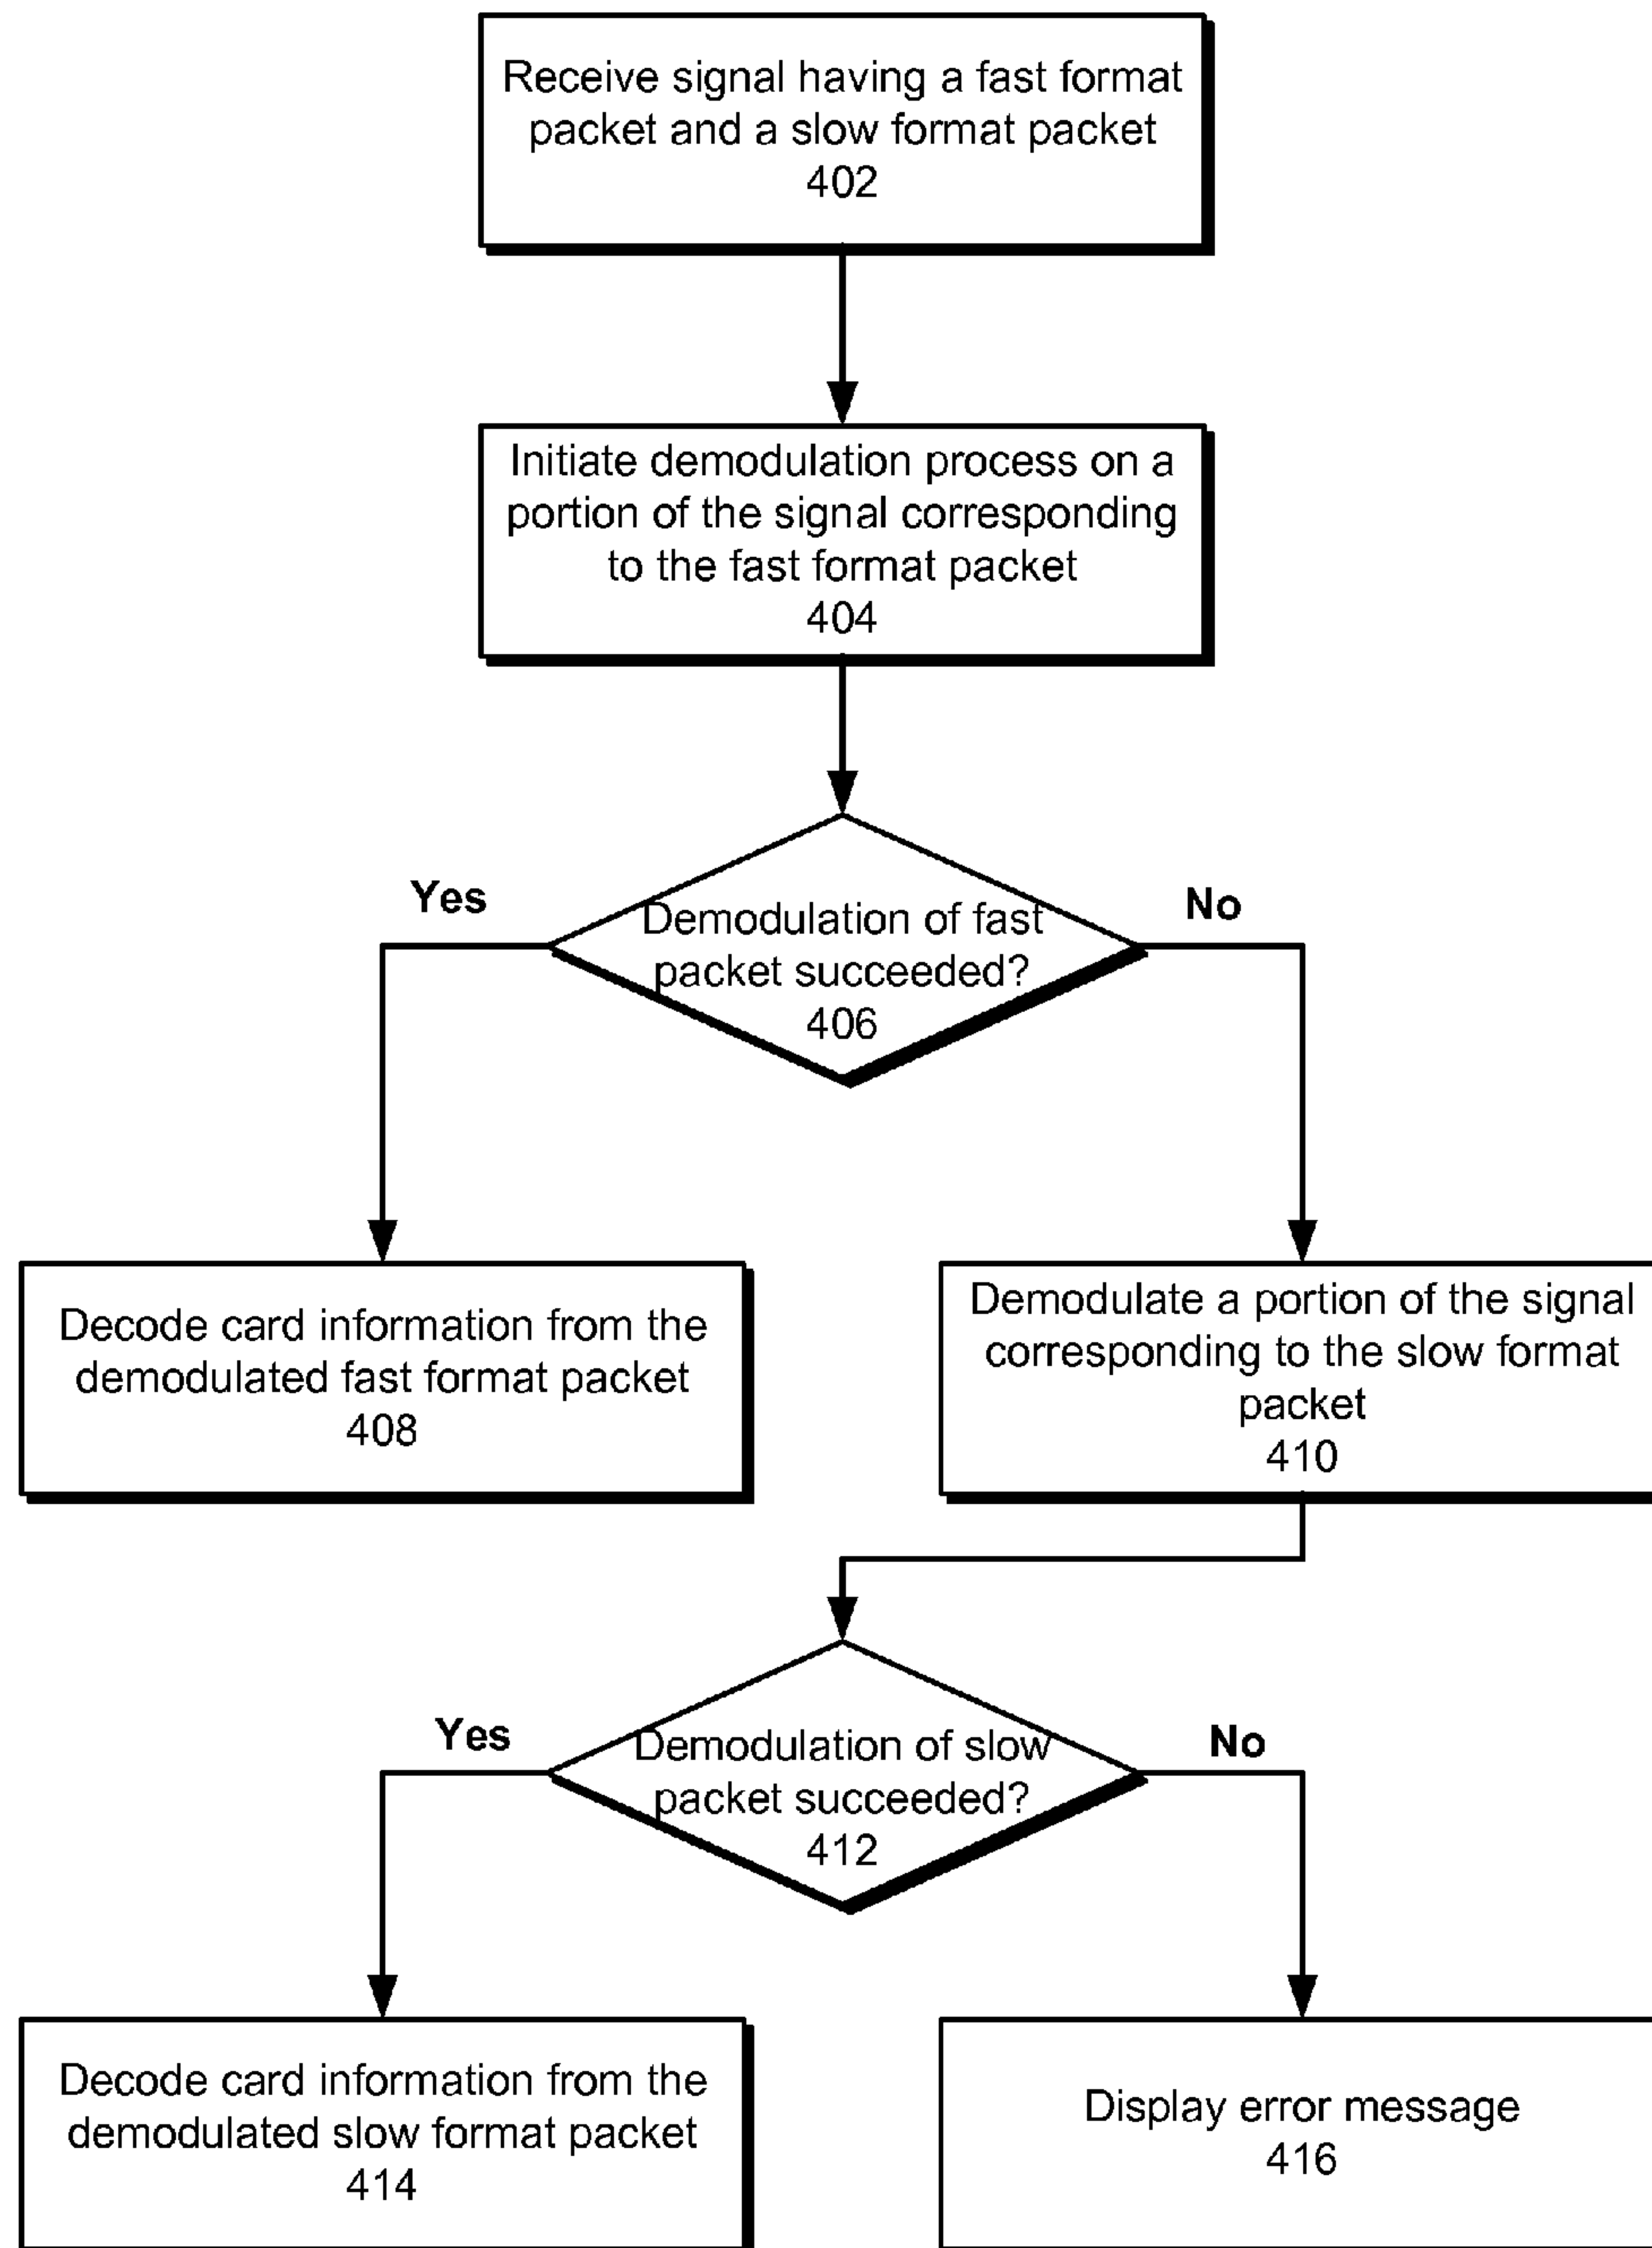 Receive signal having a fast format
packet and a slow format packet
402
Initiate demodulation process on a
portion of the signal corresponding
to the fast format packet
404
Yes
No
Demodulation of fast
packet succeeded?
406
Decode card information from the
demodulated fast format packet
408
Demodulate a portion of the signal
corresponding to the slow format
packet
410
Yes
No
Demodulation of slow
packet succeeded?
412
Decode card information from the
demodulated slow format packet
414
Display error message
416